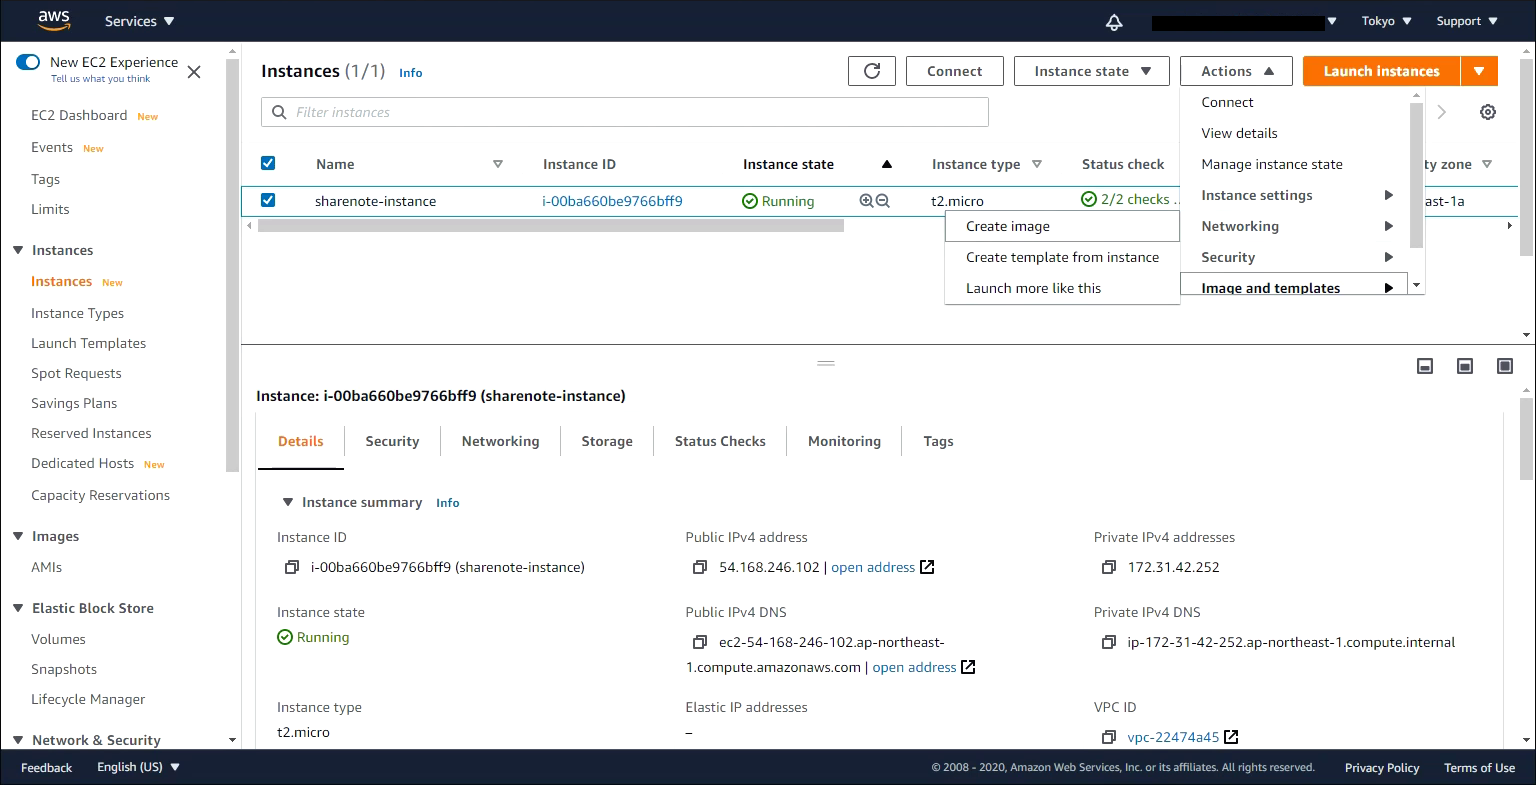 aws
Services
Tokyo
Support
New EC2 Experience
Tell us what you think
EC2 Dashboard New
Events New
Tags
Limits
Instances
Instances New
Instance Types
Launch Templates
Spot Requests
Savings Plans
Reserved Instances
Dedicated Hosts New
Capacity Reservations
Images
AMIs
Elastic Block Store
Volumes
Snapshots
Lifecycle Manager
Network & Security
Instances (1/1) Info
Connect
Instance state
Actions
Launch instances
Filter instances
Name
Instance ID
Instance state
Instance type
Status check
ty zone
sharenote-instance
i-00ba660be9766bff9
Running
t2.micro
2/2 checks ..
ast-1a
Connect
View details
Manage instance state
Instance settings
Networking
Security
Image and templates
Create image
Create template from instance
Launch more like this
Instance: i-00ba660be9766bff9 (sharenote-instance)
Details
Security
Networking
Storage
Status Checks
Monitoring
Tags
Instance summary Info
Instance ID
i-00ba660be9766bff9 (sharenote-instance)
Public IPv4 address
54.168.246.102 | open address
Private IPv4 addresses
172.31.42.252
Instance state
Running
Public IPv4 DNS
ec2-54-168-246-102.ap-northeast-
1.compute.amazonaws.com | open address
Private IPv4 DNS
ip-172-31-42-252.ap-northeast-1.compute.internal
Instance type
t2.micro
Elastic IP addresses
–
VPC ID
vpc-22474a45
Feedback
English (US)
© 2008 - 2020, Amazon Web Services, Inc. or its affiliates. All rights reserved.
Privacy Policy
Terms of Use